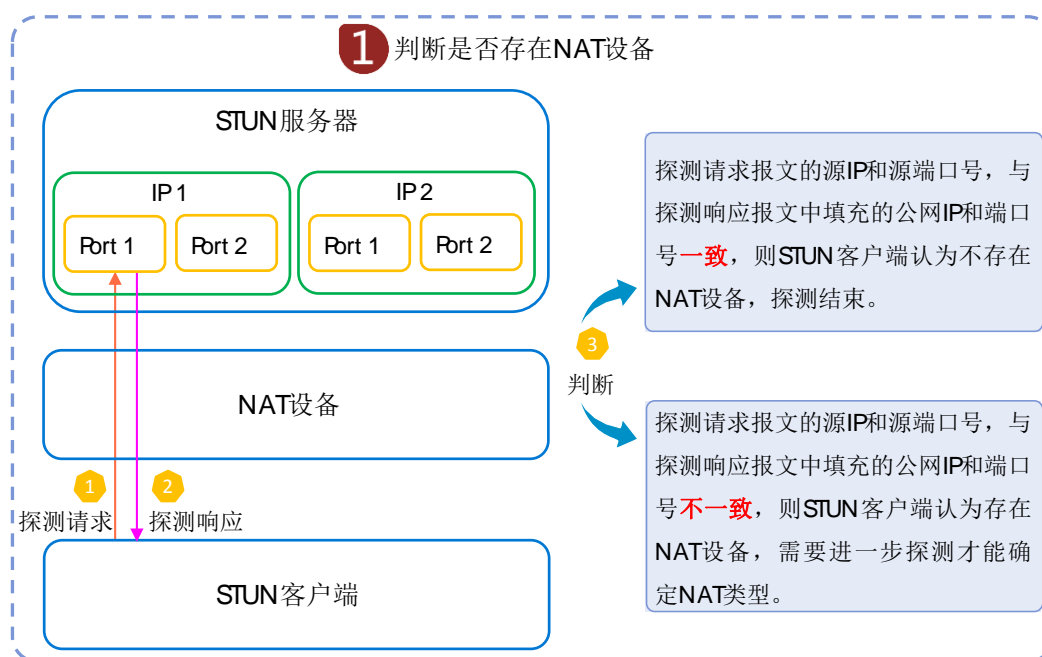 1 判断是否存在NAT设备
STUN服务器
IP 1
IP 2
Port 1
Port 2
Port 1
Port 2
NAT设备
1
探测请求
2
探测响应
STUN客户端
3
判断
探测请求报文的源IP和源端口号，与
探测响应报文中填充的公网IP和端口
号一致，则STUN客户端认为不存在
NAT设备，探测结束。
探测请求报文的源IP和源端口号，与
探测响应报文中填充的公网IP和端口
号不一致，则STUN客户端认为存在
NAT设备，需要进一步探测才能确
定NAT类型。